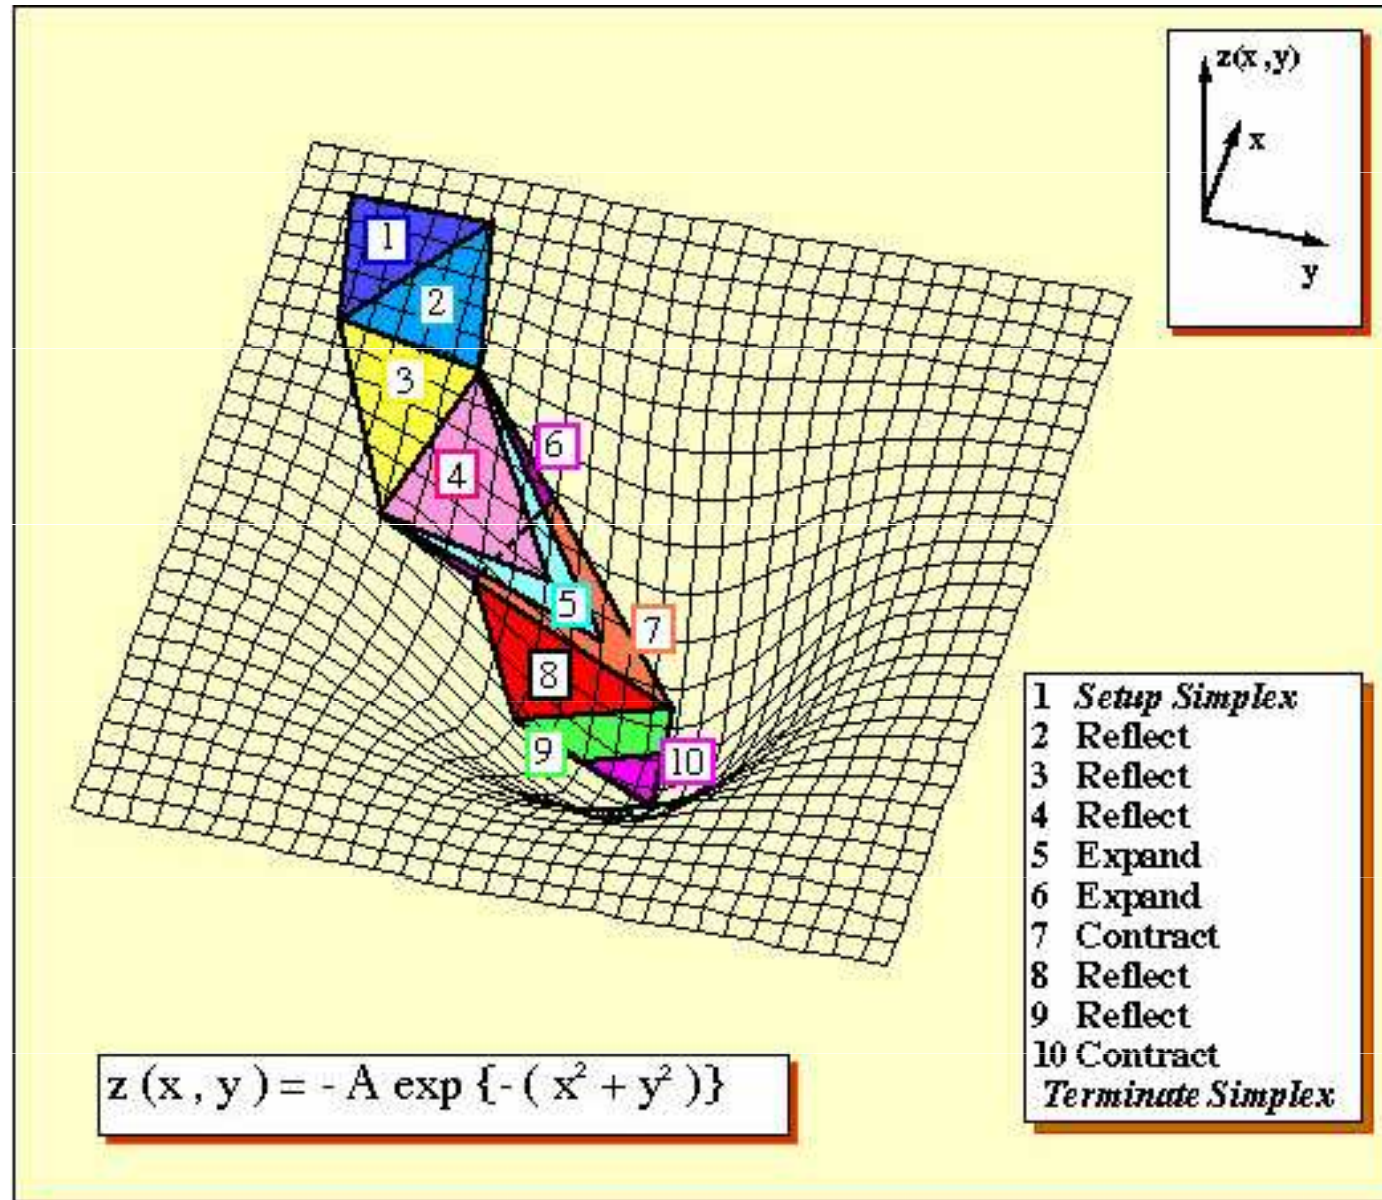 z(x ,y)
x
y
1
2
3
4
5
6
7
8
9
10
1 Setup Simplex
2 Reflect
3 Reflect
4 Reflect
5 Expand
6 Expand
7 Contract
8 Reflect
9 Reflect
10 Contract
Terminate Simplex
z (x , y ) = - A exp {- ( x² + y² )}